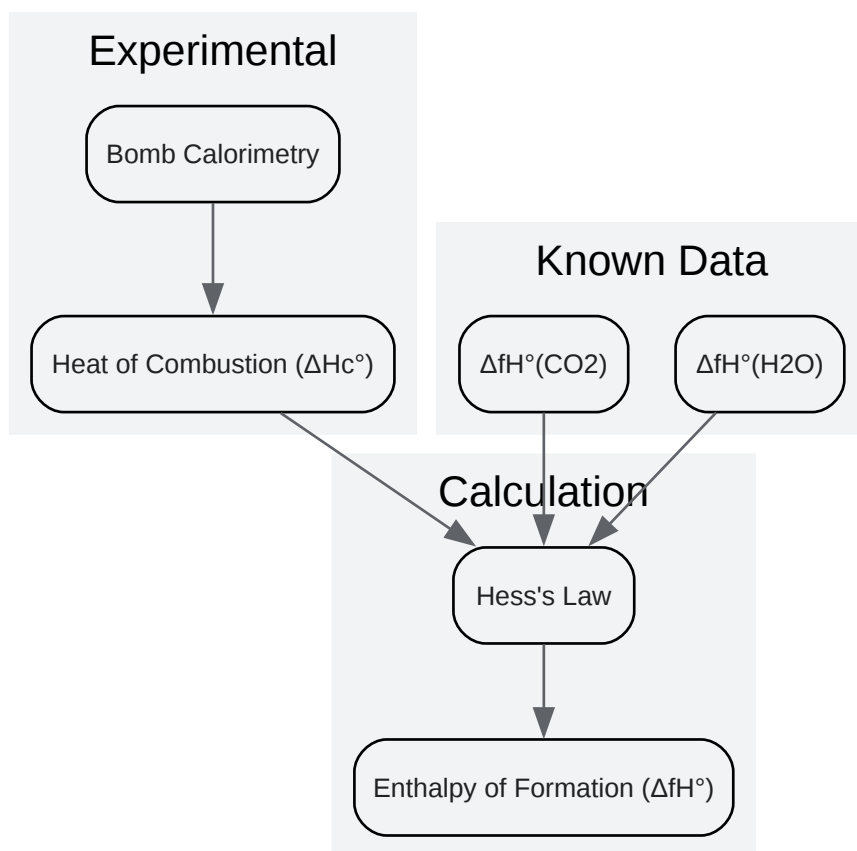 Experimental
Bomb Calorimetry
Known Data
Heat of Combustion (ΔHc°)
ΔfH°(CO2)
ΔfH°(H2O)
Calculation
Hess's Law
Enthalpy of Formation (ΔfH°)